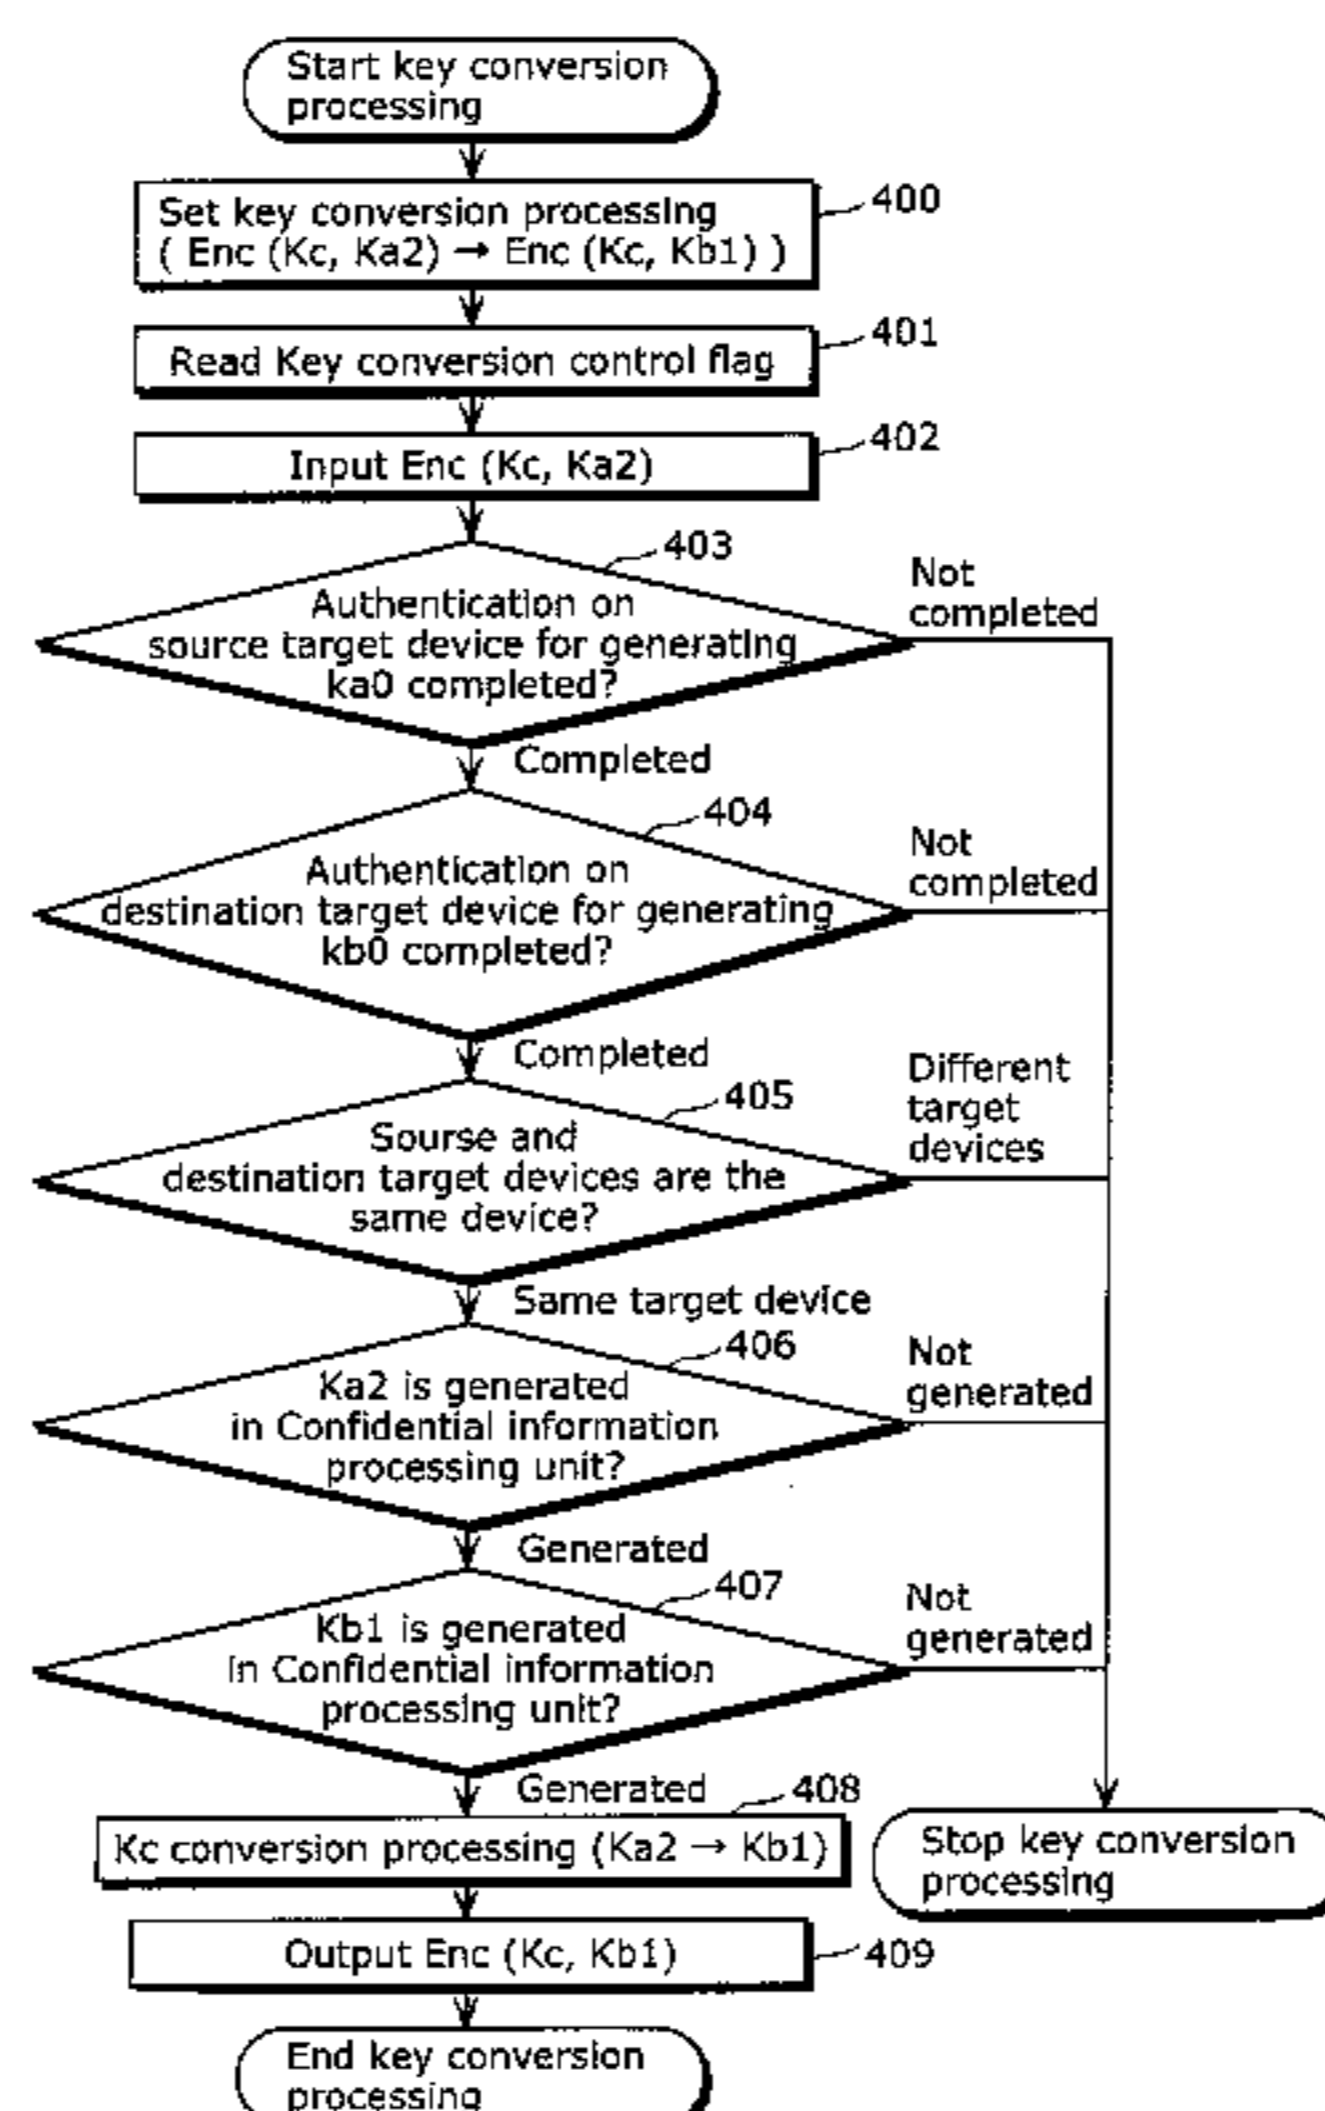 Start key conversion
processing
Set key conversion processing
( Enc (Kc, Ka2) → Enc (Kc, Kb1) )
400
Read Key conversion control flag
401
Input Enc (Kc, Ka2)
402
403
Authentication on
source target device for generating
ka0 completed?
Not
completed
Completed
404
Authentication on
destination target device for generating
kb0 completed?
Not
completed
Completed
405
Sourse and
destination target devices are the
same device?
Different
target
devices
Same target device
406
Ka2 is generated
in Confidential information
processing unit?
Not
generated
Generated
407
Kb1 is generated
in Confidential information
processing unit?
Not
generated
Generated
408
Kc conversion processing (Ka2 → Kb1)
Stop key conversion
processing
Output Enc (Kc, Kb1)
409
End key conversion
processing